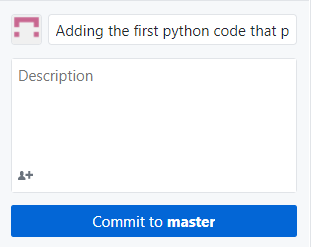 Adding the first python code that p
Description
Commit to master